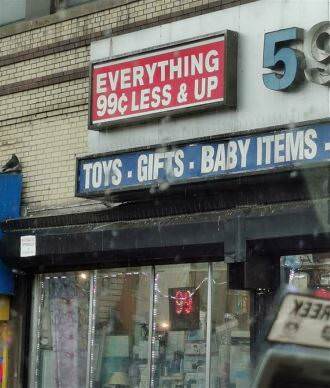 EVERYTHING
99¢ LESS & UP
59
TOYS · GIFTS · BABY ITEMS ·